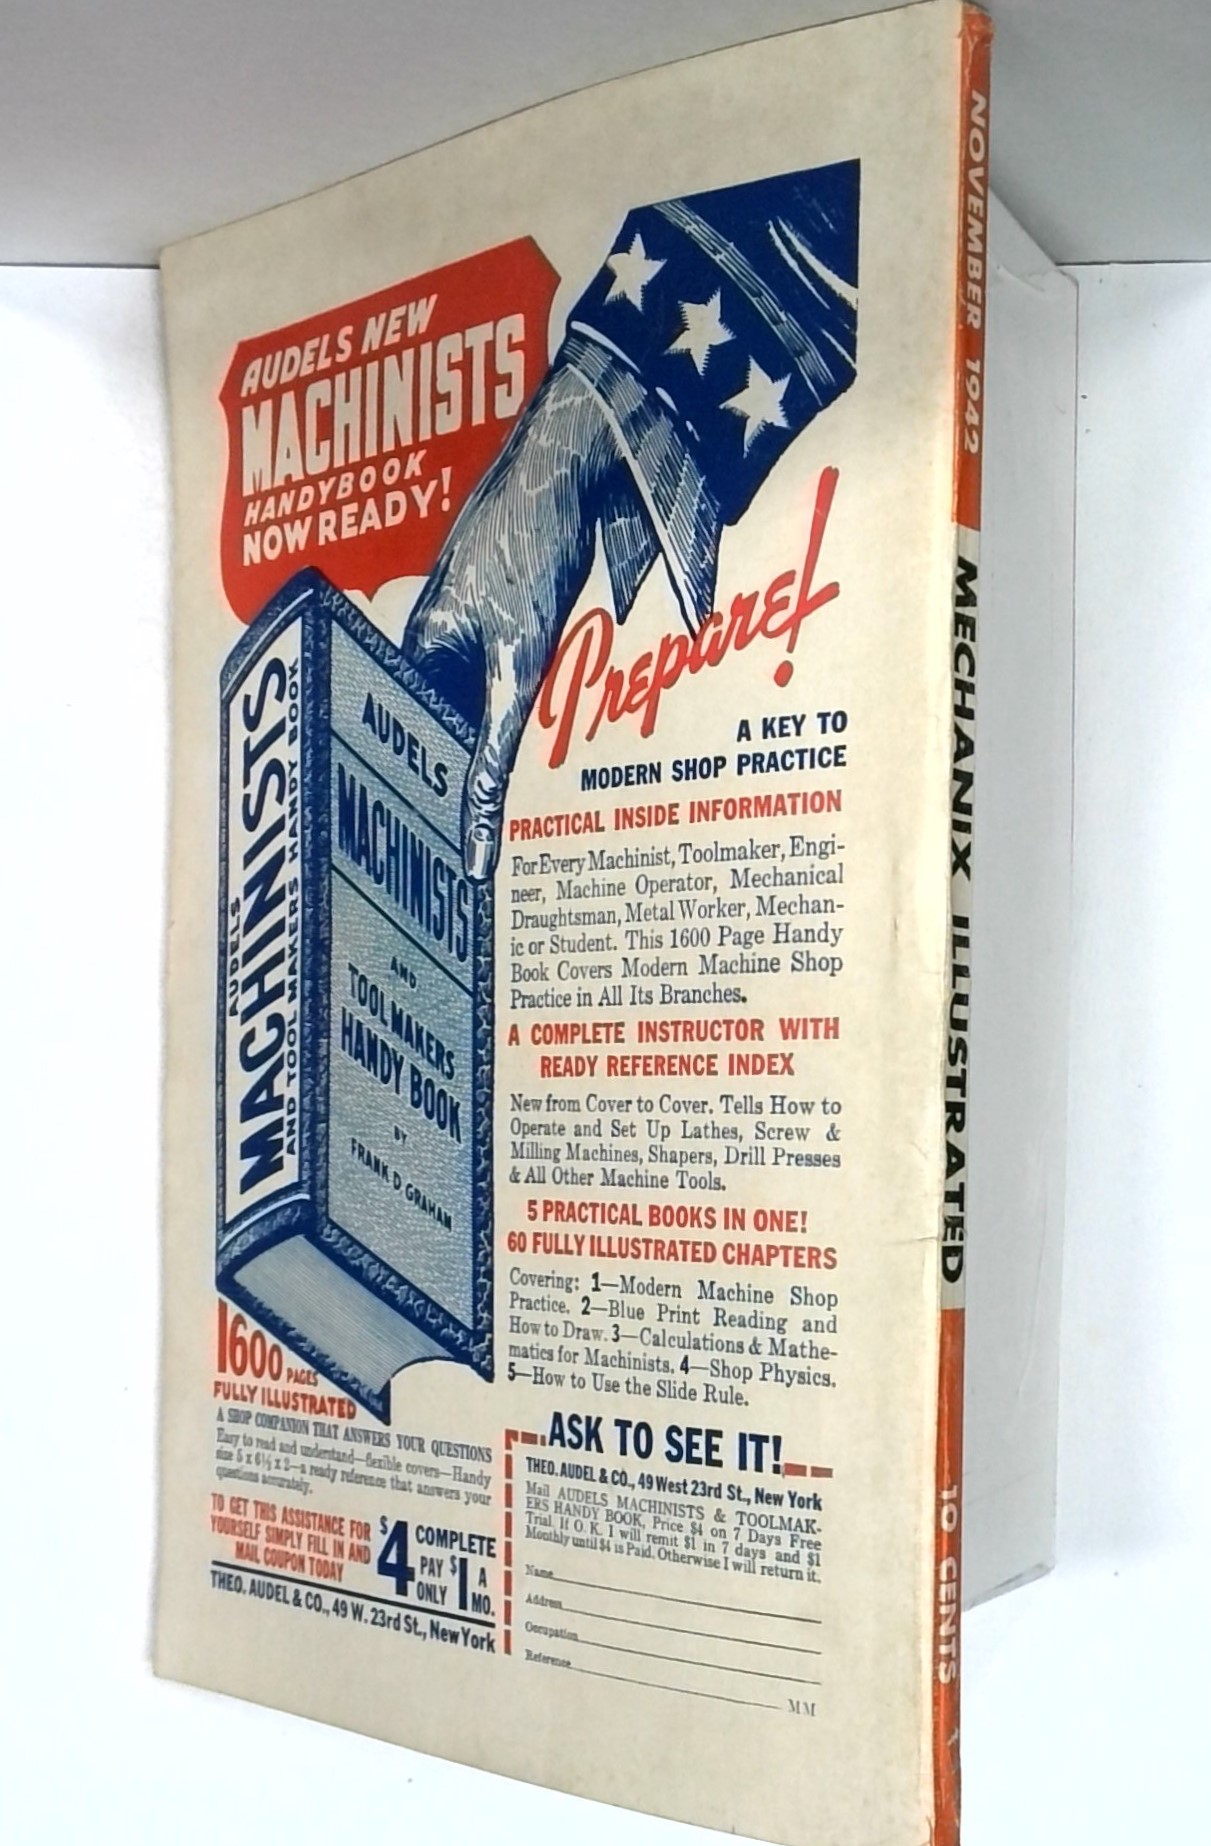 AUDELS NEW
MACHINISTS
HANDYBOOK
NOW READY!
AUDELS
MACHINISTS
AND TOOL MAKERS HANDY BOOK
AUDELS
MACHINISTS
AND
TOOLMAKERS
HANDY BOOK
BY
FRANK D GRAHAM
Prepare!
A KEY TO
MODERN SHOP PRACTICE
PRACTICAL INSIDE INFORMATION
For Every Machinist, Toolmaker, Engi-
neer, Machine Operator, Mechanical
Draughtsman, Metal Worker, Mechan-
ic or Student. This 1600 Page Handy
Book Covers Modern Machine Shop
Practice in All Its Branches.
A COMPLETE INSTRUCTOR WITH
READY REFERENCE INDEX
New from Cover to Cover. Tells How to
Operate and Set Up Lathes, Screw &
Milling Machines, Shapers, Drill Presses
& All Other Machine Tools.
5 PRACTICAL BOOKS IN ONE!
60 FULLY ILLUSTRATED CHAPTERS
Covering: 1—Modern Machine Shop
Practice. 2—Blue Print Reading and
How to Draw. 3—Calculations & Mathe-
matics for Machinists. 4—Shop Physics.
5—How to Use the Slide Rule.
1600 PAGES
FULLY ILLUSTRATED
A SHOP COMPANION THAT ANSWERS YOUR QUESTIONS
Easy to read and understand—flexible covers—Handy
size 5 x 6½ x 2—a ready reference that answers your
questions accurately.
TO GET THIS ASSISTANCE FOR
YOURSELF SIMPLY FILL IN AND
MAIL COUPON TODAY
$4 COMPLETE
PAY ONLY $1 A MO.
THEO. AUDEL & CO., 49 W. 23rd St., New York
ASK TO SEE IT!
THEO. AUDEL & CO., 49 West 23rd St., New York
Mail AUDELS MACHINISTS & TOOLMAK-
ERS HANDY BOOK, Price $4 on 7 Days Free
Trial. If O. K. I will remit $1 in 7 days and $1
Monthly until $4 is Paid. Otherwise I will return it.
Name
Address
Occupation
Reference
MM
NOVEMBER 1942
MECHANIX ILLUSTRATED
10 CENTS